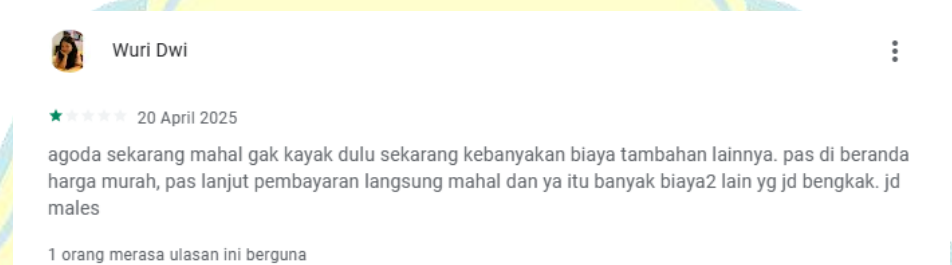 Wuri Dwi
20 April 2025
agoda sekarang mahal gak kayak dulu sekarang kebanyakan biaya tambahan lainnya. pas di beranda
harga murah, pas lanjut pembayaran langsung mahal dan ya itu banyak biaya2 lain yg jd bengkak. jd
males
1 orang merasa ulasan ini berguna